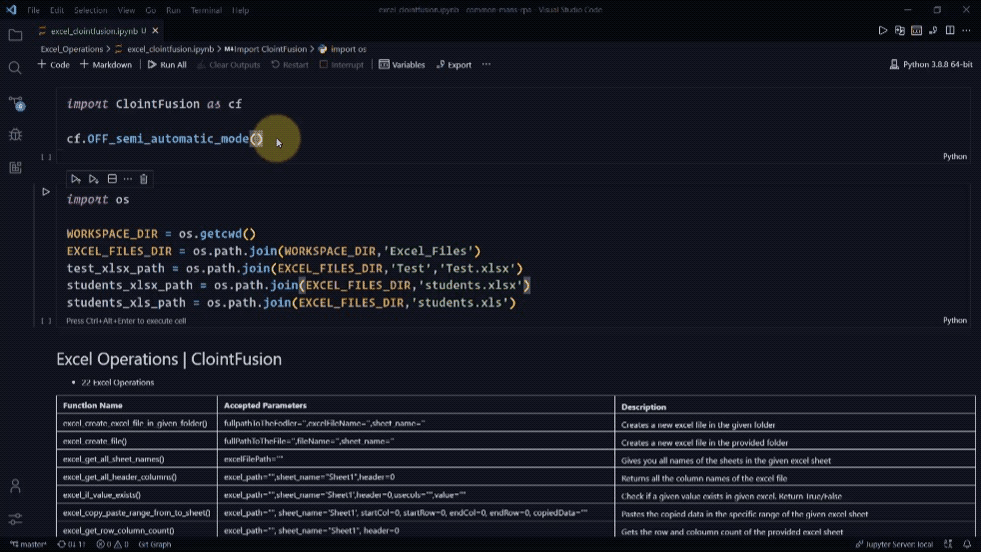 File Edit Selection View Go Run Terminal Help
excel_clointfusion.ipynb - common-mans-rpa - Visual Studio Code
excel_clointfusion.ipynb U
Excel_Operations > excel_clointfusion.ipynb > M↓Import ClointFusion > import os
+ Code + Markdown Run All Clear Outputs Restart Interrupt Variables Export ...
Python 3.8.8 64-bit
import ClointFusion as cf
cf.OFF_semi_automatic_mode()
[ ]
Python
import os
WORKSPACE_DIR = os.getcwd()
EXCEL_FILES_DIR = os.path.join(WORKSPACE_DIR,'Excel_Files')
test_xlsx_path = os.path.join(EXCEL_FILES_DIR,'Test','Test.xlsx')
students_xlsx_path = os.path.join(EXCEL_FILES_DIR,'students.xlsx')
students_xls_path = os.path.join(EXCEL_FILES_DIR,'students.xls')
[ ] Press Ctrl+Alt+Enter to execute cell
Python
Excel Operations | ClointFusion
• 22 Excel Operations
Function Name Accepted Parameters Description
excel_create_excel_file_in_given_folder() fullpathToTheFodler='',excelFileName='',sheet_name='' Creates a new excel file in the given folder
excel_create_file() fullPathToTheFile='',fileName='',sheet_name='' Creates a new excel file in the provided folder
excel_get_all_sheet_names() excelFilePath="" Gives you all names of the sheets in the given excel sheet
excel_get_all_header_columns() excel_path="",sheet_name="Sheet1",header=0 Returns all the column names of the excel file
excel_if_value_exists() excel_path="",sheet_name='Sheet1',header=0,usecols="",value="" Check if a given value exists in given excel. Return True/False
excel_copy_paste_range_from_to_sheet() excel_path="", sheet_name='Sheet1', startCol=0, startRow=0, endCol=0, endRow=0, copiedData="" Pastes the copied data in the specific range of the given excel sheet
excel_get_row_column_count() excel_path="", sheet_name="Sheet1", header=0 Gets the row and coloumn count of the provided excel sheet
master* 0 0 Git Graph
Jupyter Server: local